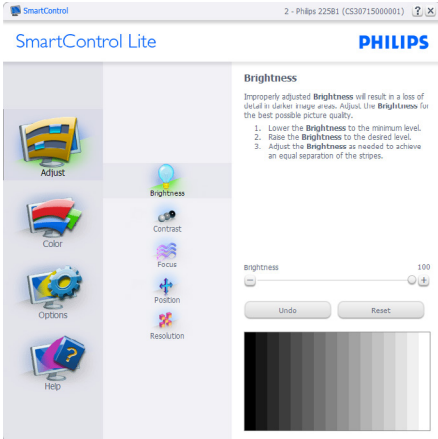 SmartControl
2 - Philips 225B1 (CS30715000001)
SmartControl Lite
PHILIPS
Adjust
Color
Options
Help
Brightness
Contrast
Focus
Position
Resolution
Brightness
Improperly adjusted Brightness will result in a loss of
detail in darker image areas. Adjust the Brightness for
the best possible picture quality.
1. Lower the Brightness to the minimum level.
2. Raise the Brightness to the desired level.
3. Adjust the Brightness as needed to achieve
an equal separation of the stripes.
Brightness 100
Undo
Reset